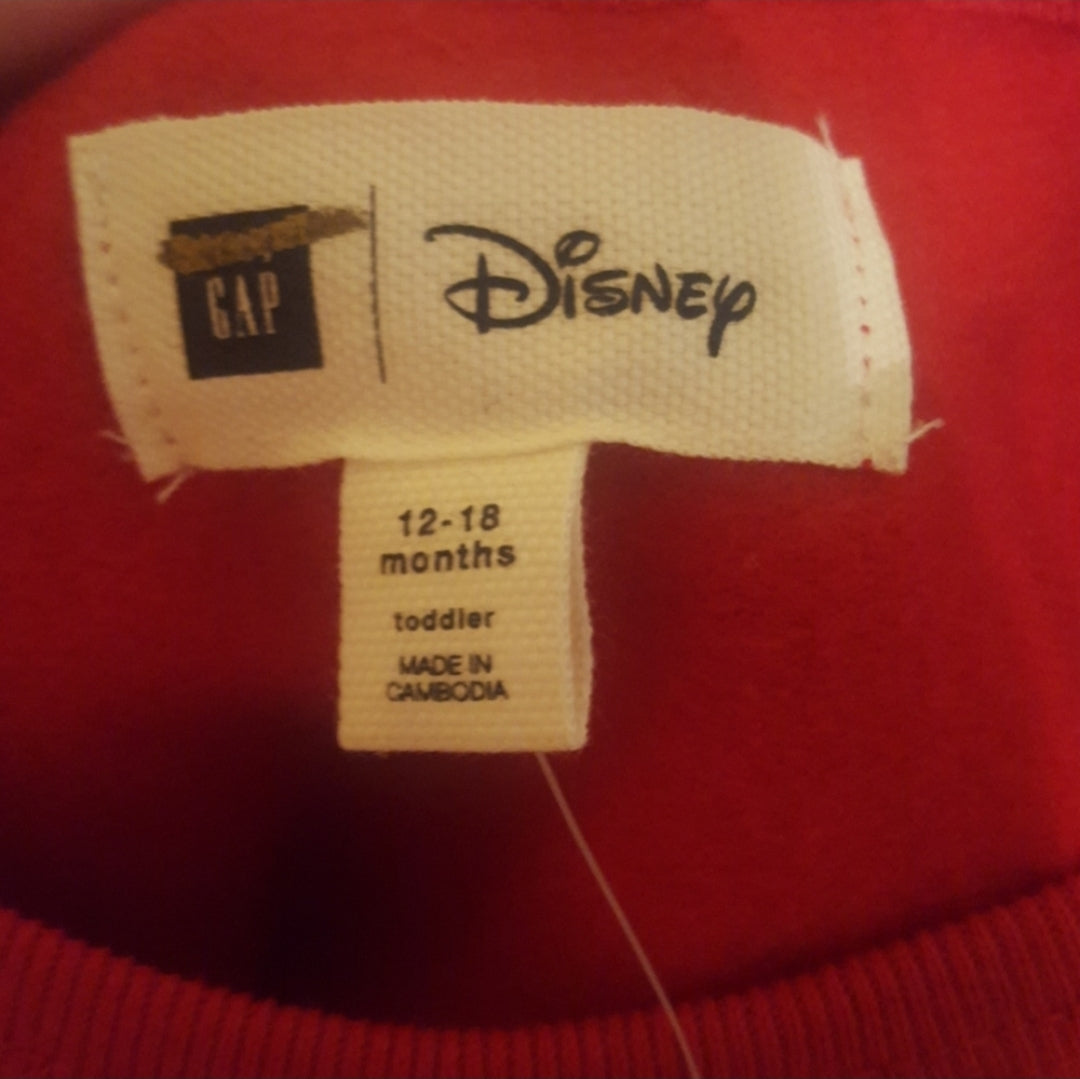 GAP
Disney
12-18
months
toddler
MADE IN
CAMBODIA